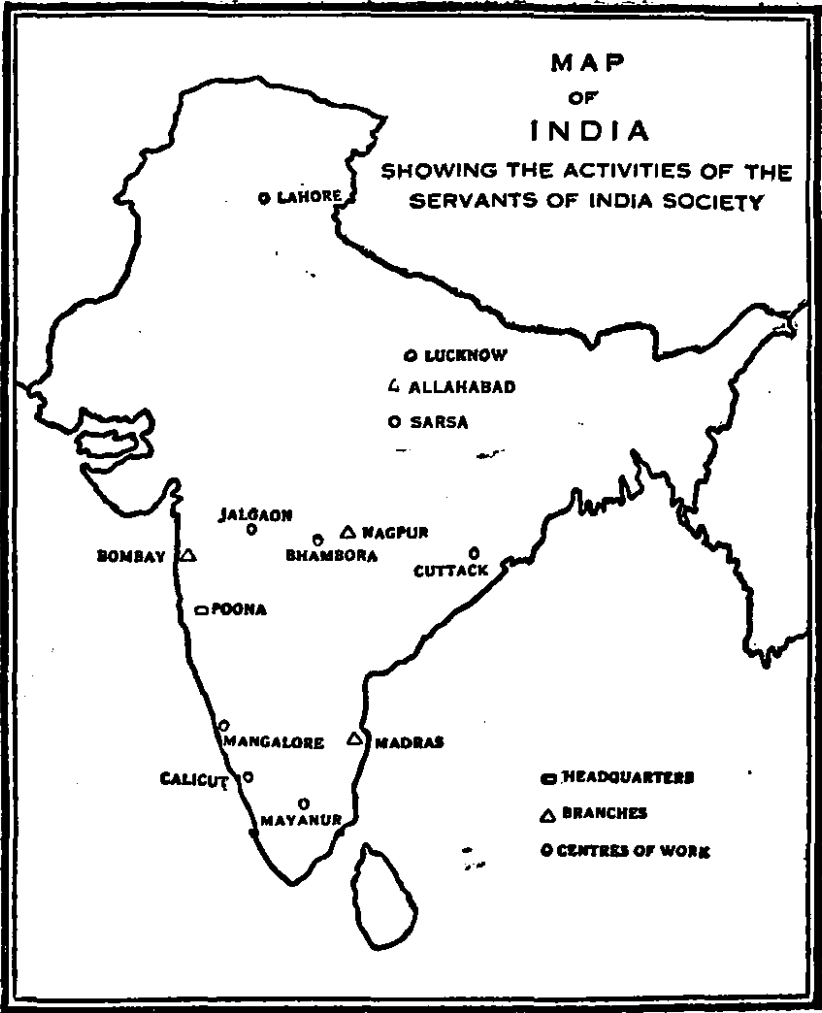 MAP
OF
INDIA
SHOWING THE ACTIVITIES OF THE
SERVANTS OF INDIA SOCIETY
LAHORE
LUCKNOW
ALLAHABAD
SARSA
JALGAON
NAGPUR
BOMBAY
BHAMBORA
CUTTACK
POONA
MANGALORE
MADRAS
CALICUT
MAYANUR
HEADQUARTERS
BRANCHES
CENTRES OF WORK